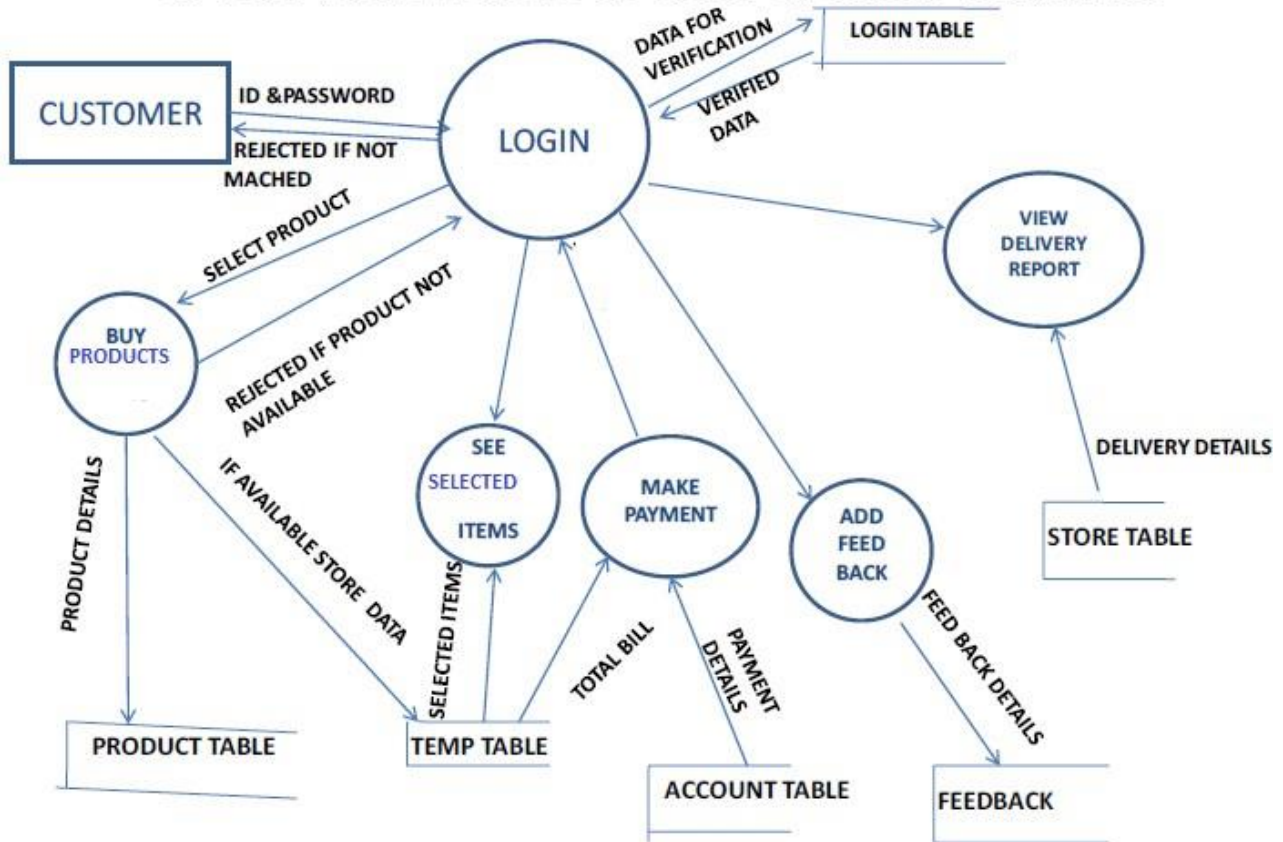 DATA FOR
VERIFICATION
LOGIN TABLE
CUSTOMER
ID &PASSWORD
LOGIN
VERIFIED
DATA
REJECTED IF NOT
MACHED
SELECT PRODUCT
VIEW
DELIVERY
REPORT
BUY
PRODUCTS
REJECTED IF PRODUCT NOT
AVAILABLE
SEE
SELECTED
ITEMS
MAKE
PAYMENT
ADD
FEED
BACK
DELIVERY DETAILS
STORE TABLE
PRODUCT DETAILS
IF AVAILABLE STORE DATA
SELECTED ITEMS
TOTAL BILL
PAYMENT
DETAILS
FEED BACK DETAILS
PRODUCT TABLE
TEMP TABLE
ACCOUNT TABLE
FEEDBACK